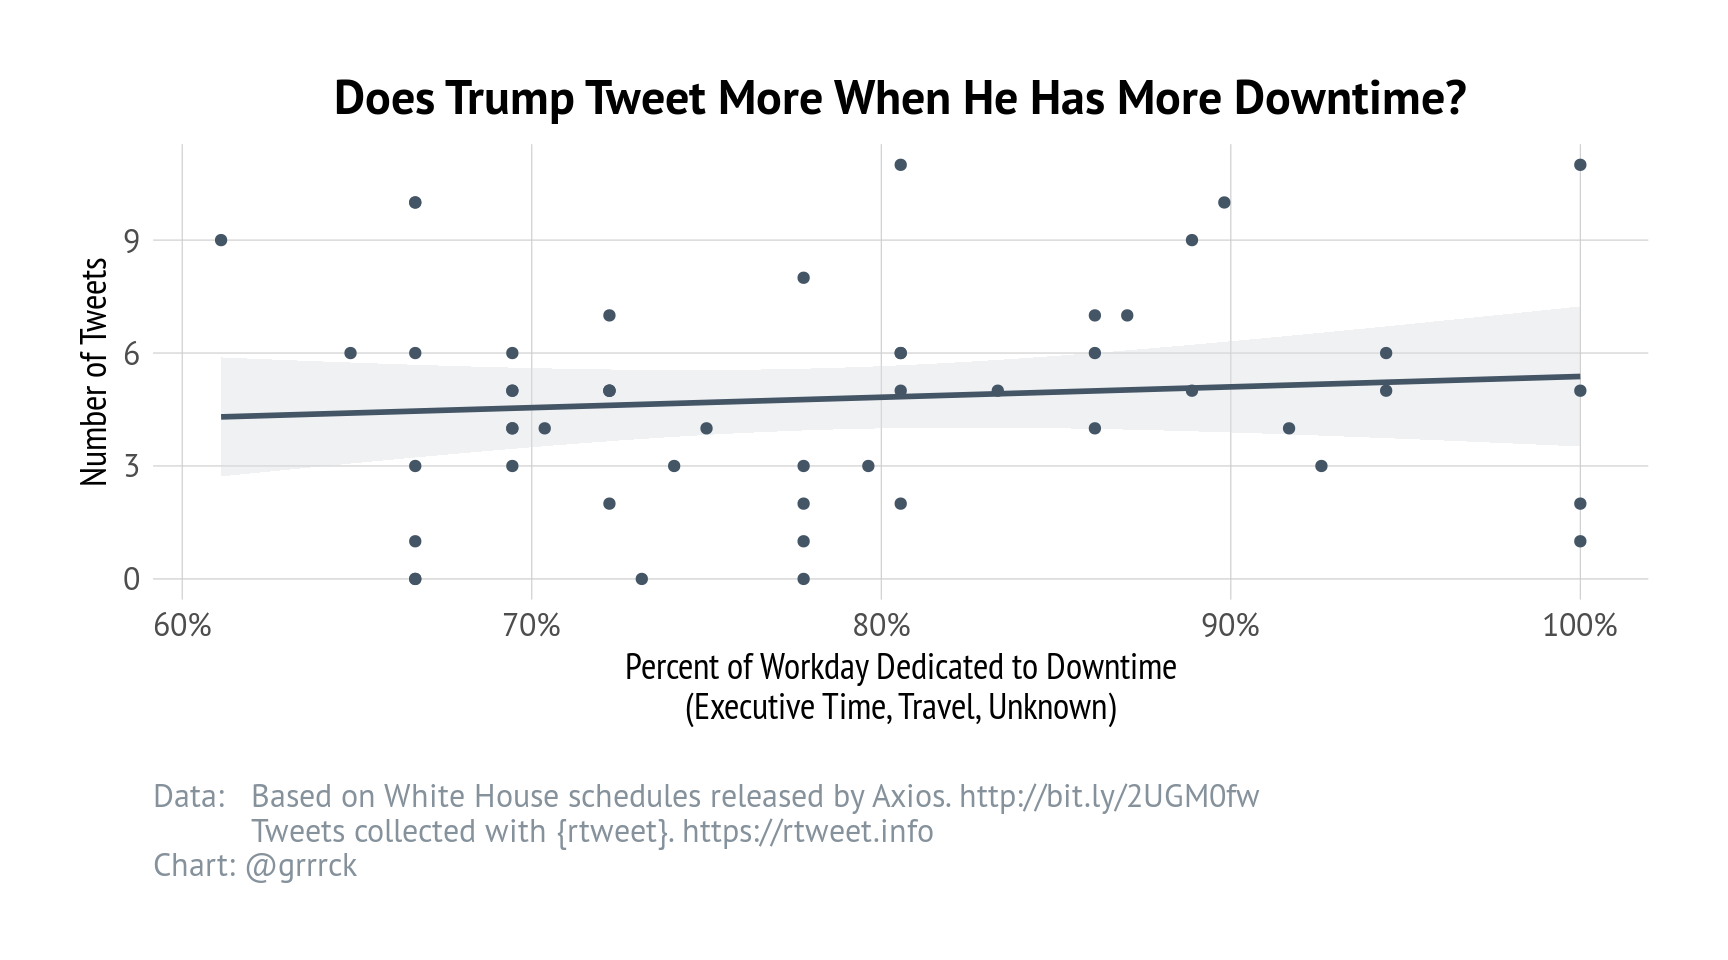 Does Trump Tweet More When He Has More Downtime?
Number of Tweets
9
6
3
0
60% 70% 80% 90% 100%
Percent of Workday Dedicated to Downtime
(Executive Time, Travel, Unknown)
Data: Based on White House schedules released by Axios. http://bit.ly/2UGM0fw
Tweets collected with {rtweet}. https://rtweet.info
Chart: @grrrck